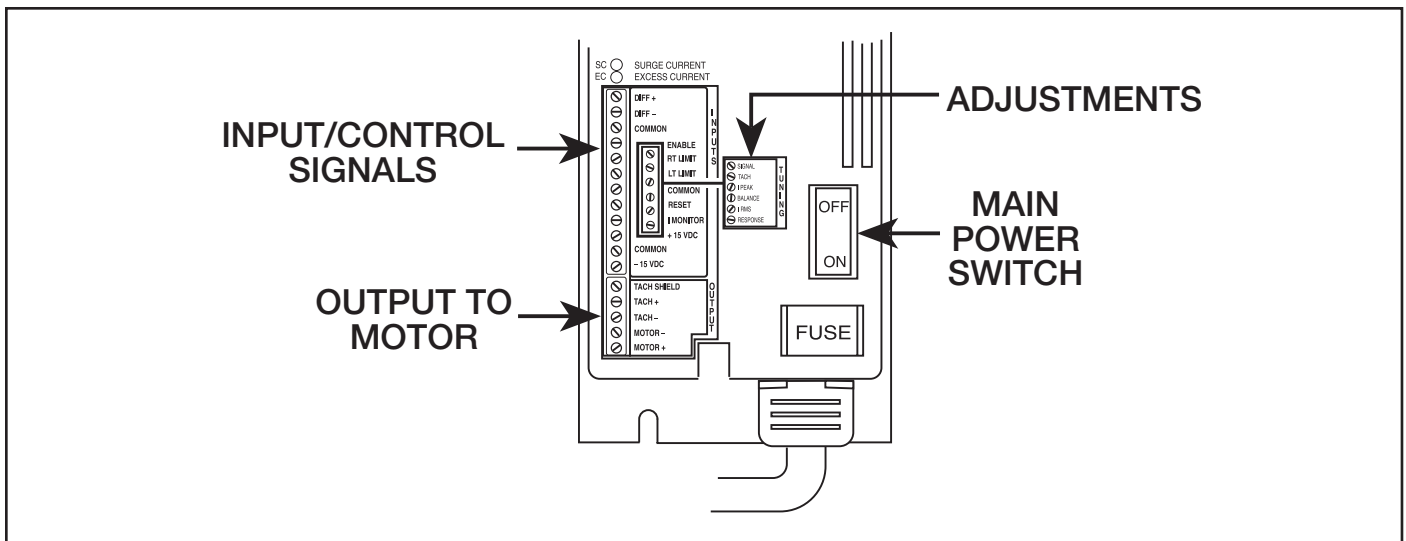 SC SURGE CURRENT
EC EXCESS CURRENT
DIFF +
DIFF –
COMMON
ENABLE
RT LIMIT
LT LIMIT
COMMON
RESET
I MONITOR
+ 15 VDC
COMMON
– 15 VDC
INPUTS
TACH SHIELD
TACH +
TACH –
MOTOR –
MOTOR +
OUTPUT
INPUT/CONTROL
SIGNALS
OUTPUT TO
MOTOR
SIGNAL
TACH
I PEAK
BALANCE
I RMS
RESPONSE
TUNING
ADJUSTMENTS
OFF
ON
MAIN
POWER
SWITCH
FUSE